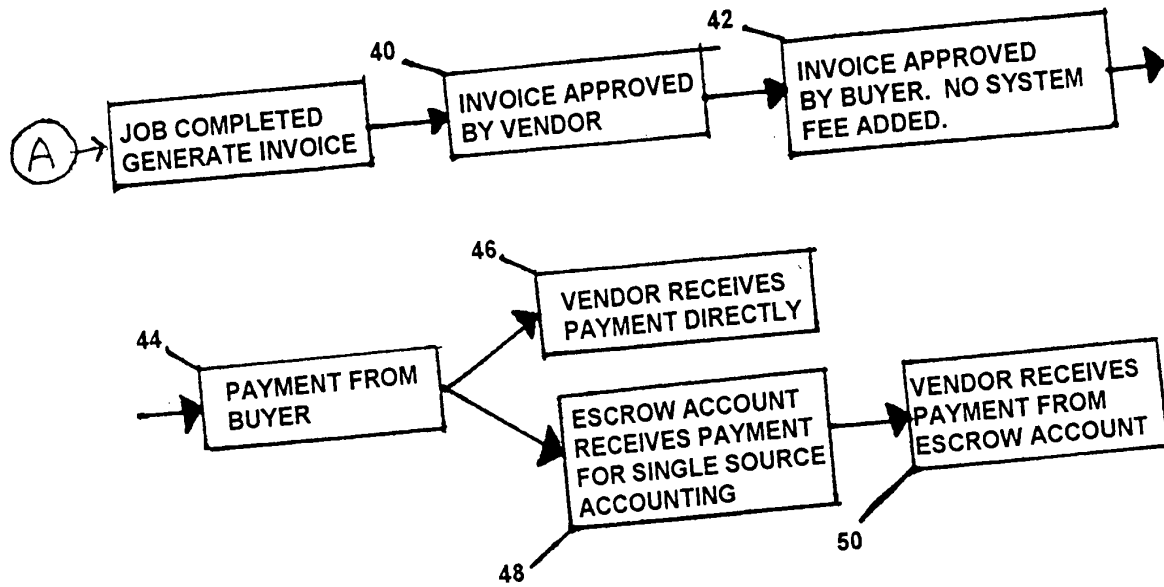 40
42
A
JOB COMPLETED
GENERATE INVOICE
INVOICE APPROVED
BY VENDOR
INVOICE APPROVED
BY BUYER. NO SYSTEM
FEE ADDED.
44
46
PAYMENT FROM
BUYER
VENDOR RECEIVES
PAYMENT DIRECTLY
ESCROW ACCOUNT
RECEIVES PAYMENT
FOR SINGLE SOURCE
ACCOUNTING
48
VENDOR RECEIVES
PAYMENT FROM
ESCROW ACCOUNT
50